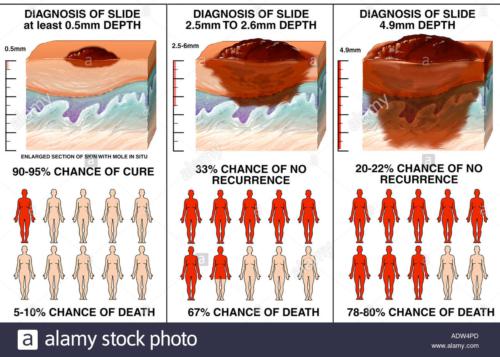 DIAGNOSIS OF SLIDE
at least 0.5mm DEPTH
0.5mm
ENLARGED SECTION OF SKIN WITH MOLE IN SITU
90-95% CHANCE OF CURE
5-10% CHANCE OF DEATH
DIAGNOSIS OF SLIDE
2.5mm TO 2.6mm DEPTH
2.5-6mm
33% CHANCE OF NO
RECURRENCE
67% CHANCE OF DEATH
DIAGNOSIS OF SLIDE
4.9mm DEPTH
4.9mm
20-22% CHANCE OF NO
RECURRENCE
78-80% CHANCE OF DEATH
alamy
alamy
alamy
a
a
a
a alamy stock photo
ADW4PD
www.alamy.com